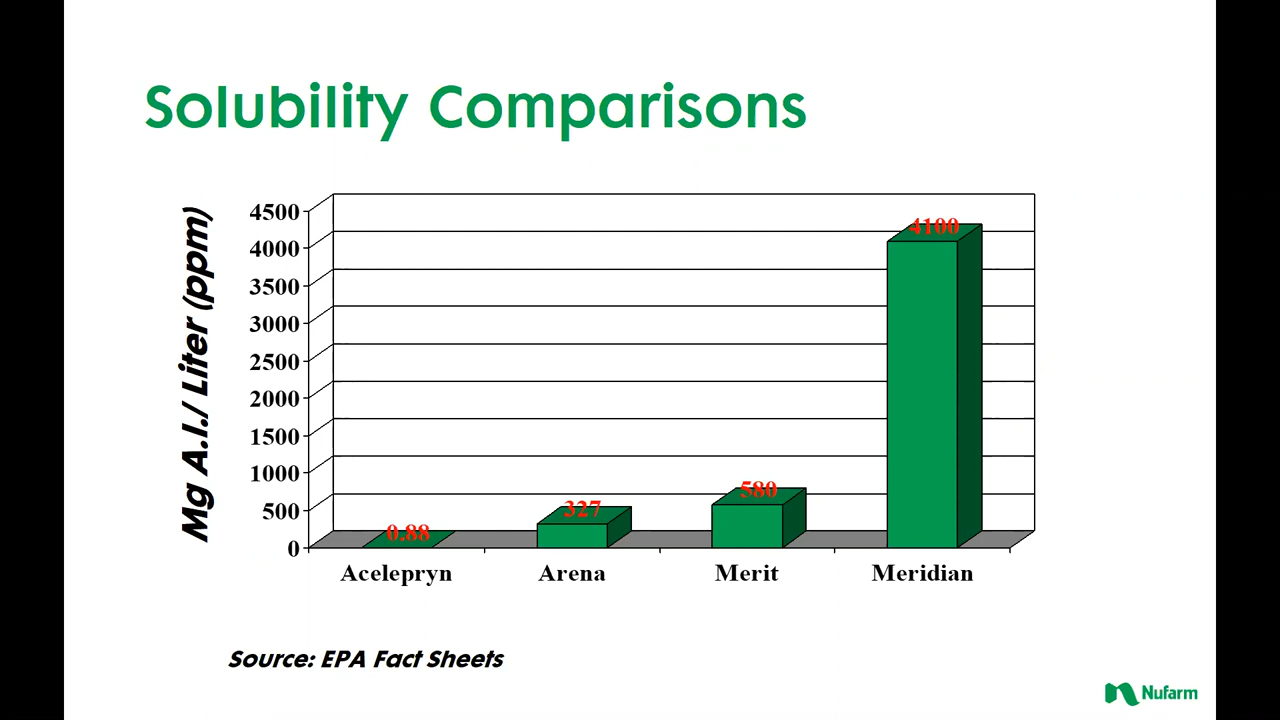 Solubility Comparisons
Mg A.I./ Liter (ppm)
4500
4000
3500
3000
2500
2000
1500
1000
500
0
0.88
327
580
4100
Acelepryn
Arena
Merit
Meridian
Source: EPA Fact Sheets
Nufarm